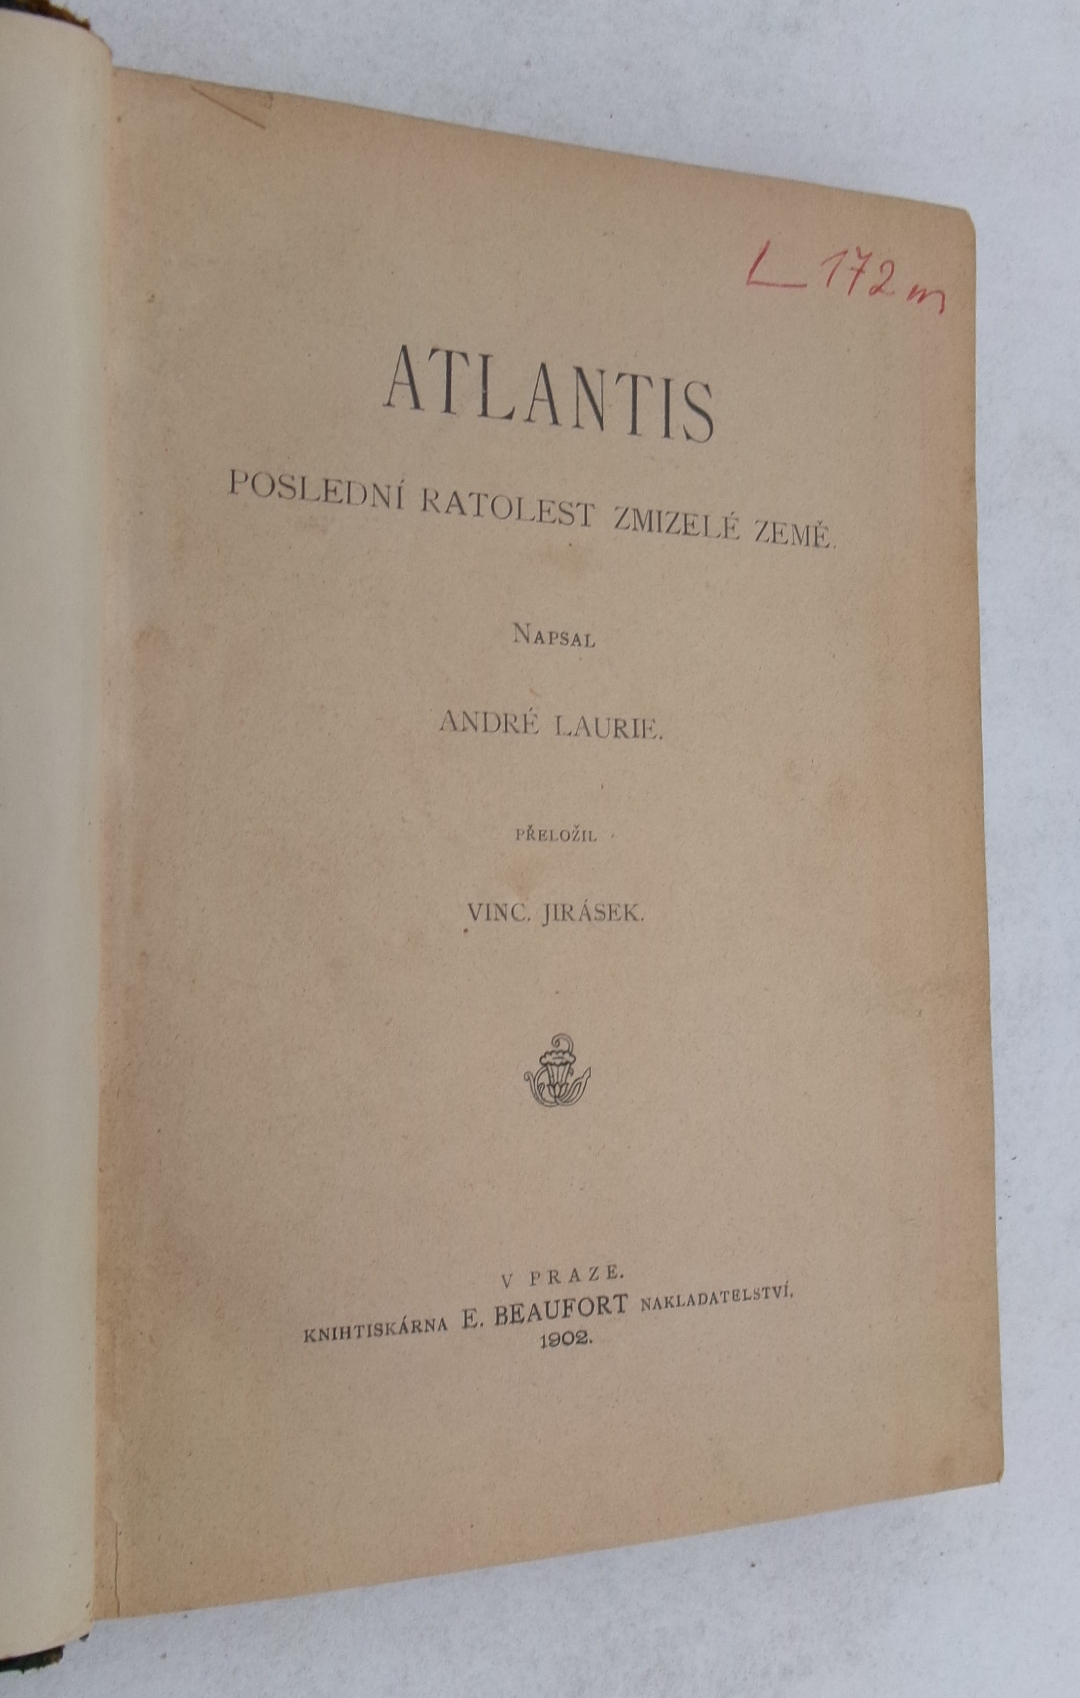 L 172 m
ATLANTIS
POSLEDNÍ RATOLEST ZMIZELÉ ZEMĚ.
NAPSAL
ANDRÉ LAURIE.
PŘELOŽIL
VINC. JIRÁSEK.
V PRAZE.
KNIHTISKÁRNA E. BEAUFORT NAKLADATELSTVÍ.
1902.